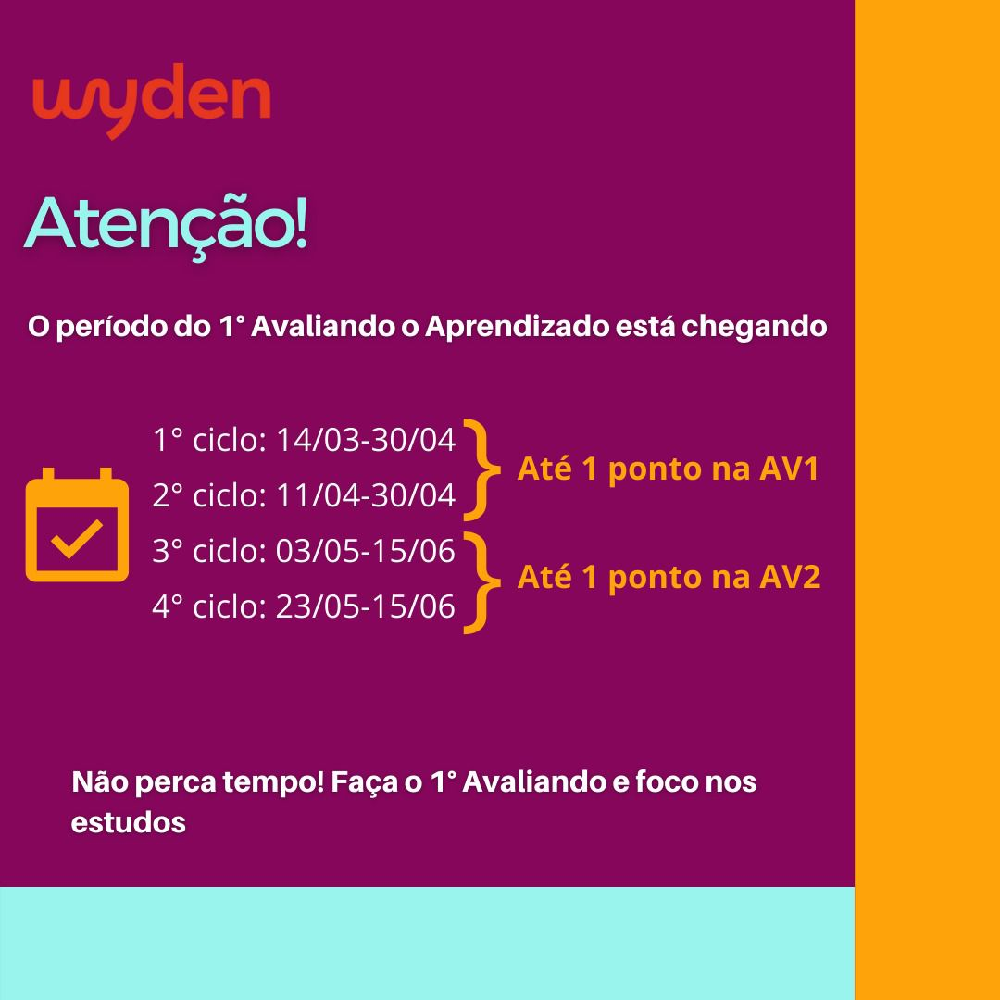 wyden
Atenção!
O período do 1° Avaliando o Aprendizado está chegando
1° ciclo: 14/03-30/04
2° ciclo: 11/04-30/04
} Até 1 ponto na AV1
3° ciclo: 03/05-15/06
4° ciclo: 23/05-15/06
} Até 1 ponto na AV2
Não perca tempo! Faça o 1° Avaliando e foco nos
estudos